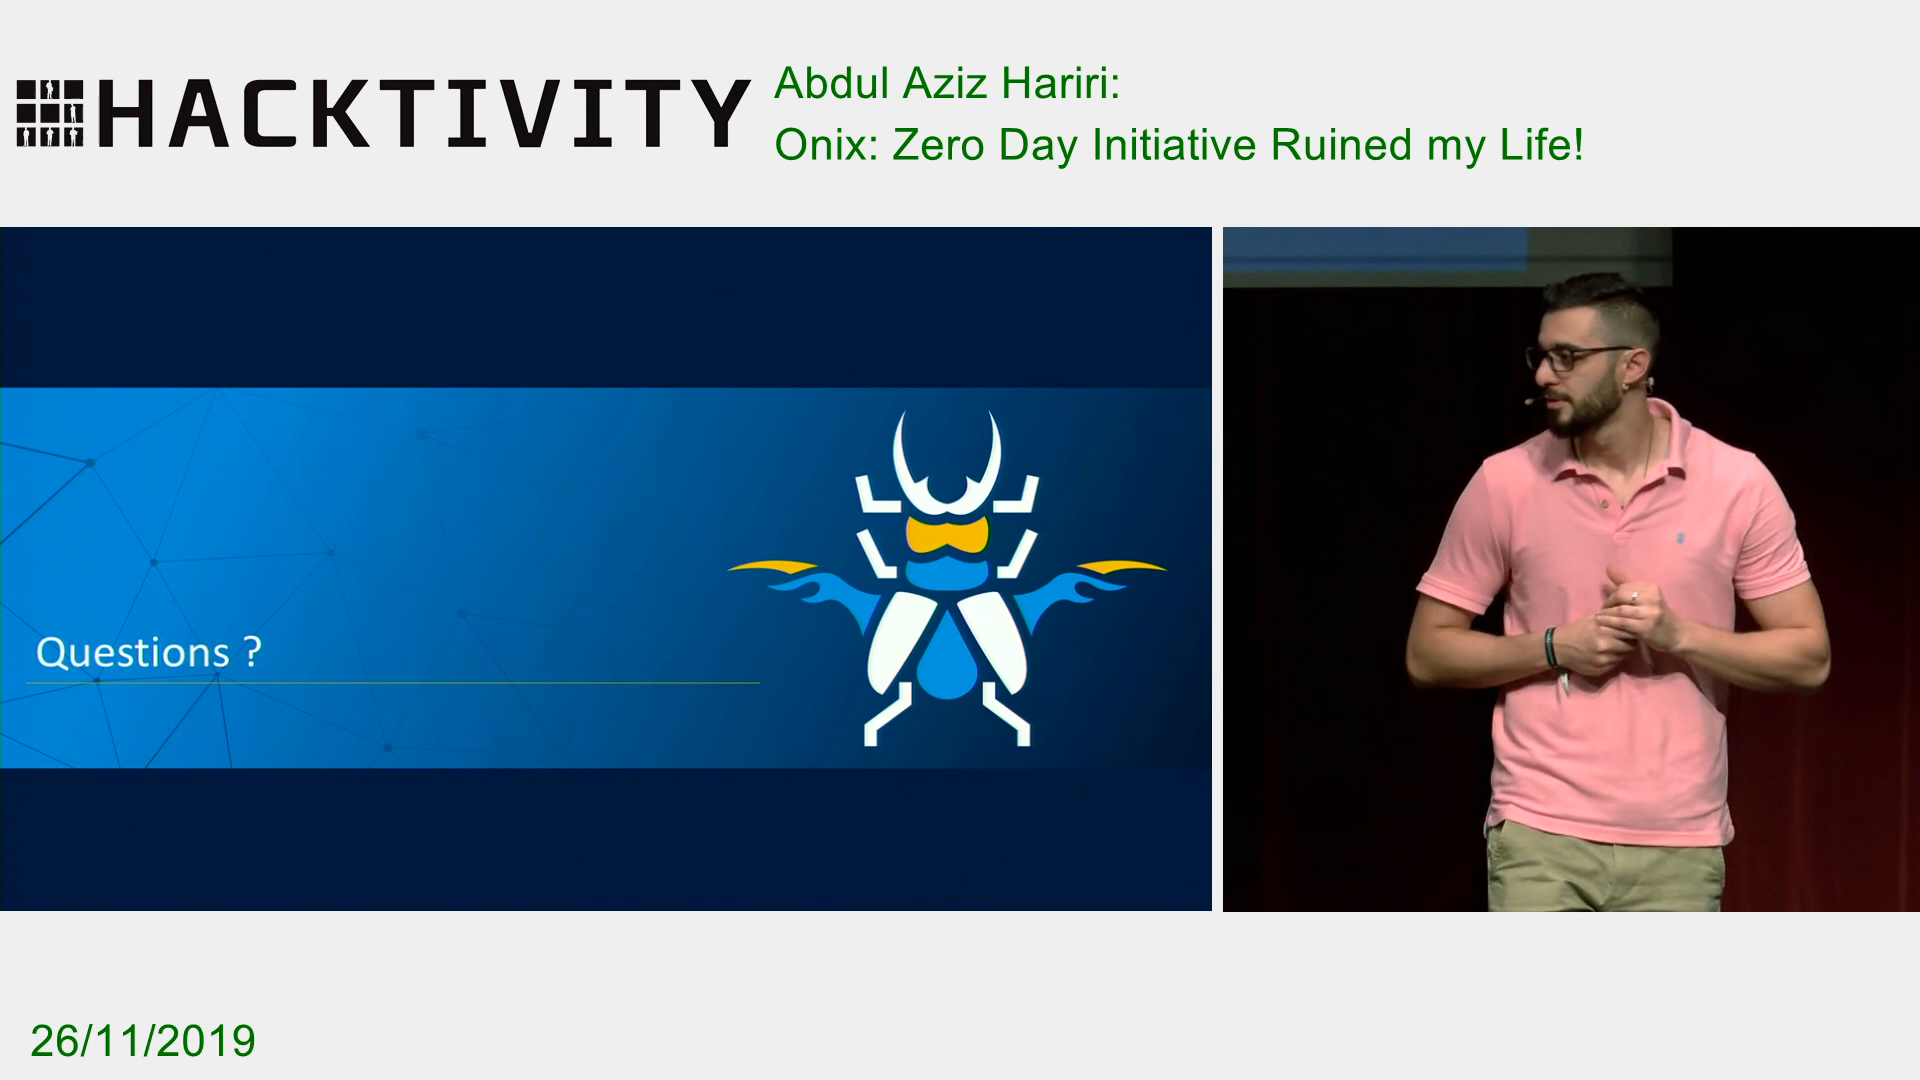 HACKTIVITY
Abdul Aziz Hariri:
Onix: Zero Day Initiative Ruined my Life!
Questions ?
26/11/2019